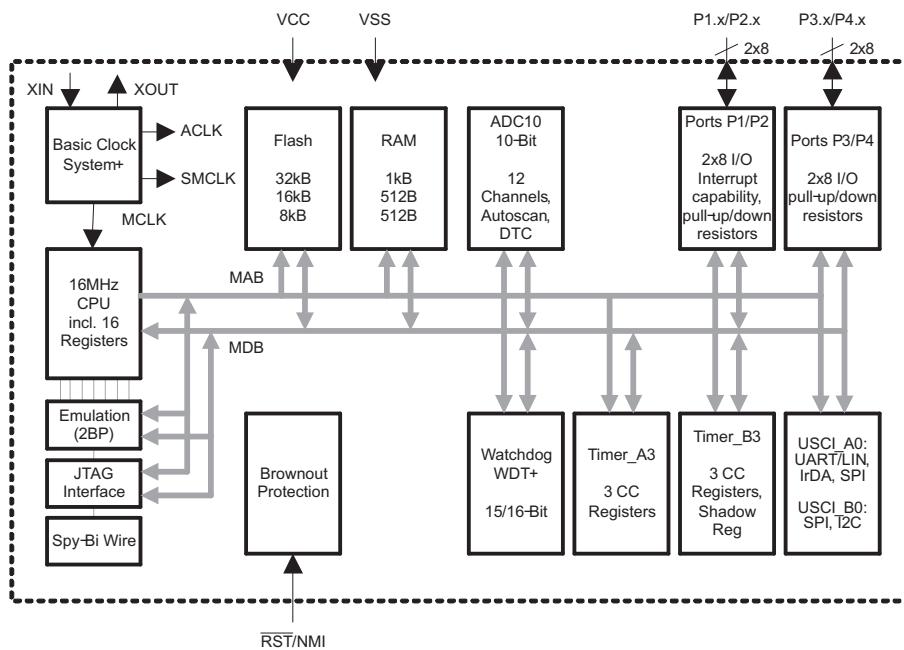 VCC
VSS
P1.x/P2.x
P3.x/P4.x
2x8
2x8
XIN
XOUT
Basic Clock
System+
ACLK
SMCLK
MCLK
Flash
32kB
16kB
8kB
RAM
1kB
512B
512B
ADC10
10-Bit
12
Channels,
Autoscan,
DTC
Ports P1/P2
2x8 I/O
Interrupt
capability,
pull-up/down
resistors
Ports P3/P4
2x8 I/O
pull-up/down
resistors
16MHz
CPU
incl. 16
Registers
MAB
MDB
Emulation
(2BP)
JTAG
Interface
Spy-Bi Wire
Brownout
Protection
Watchdog
WDT+
15/16-Bit
Timer_A3
3 CC
Registers
Timer_B3
3 CC
Registers,
Shadow
Reg
USCI_A0:
UART/LIN,
IrDA, SPI
USCI_B0:
SPI, I2C
RST/NMI